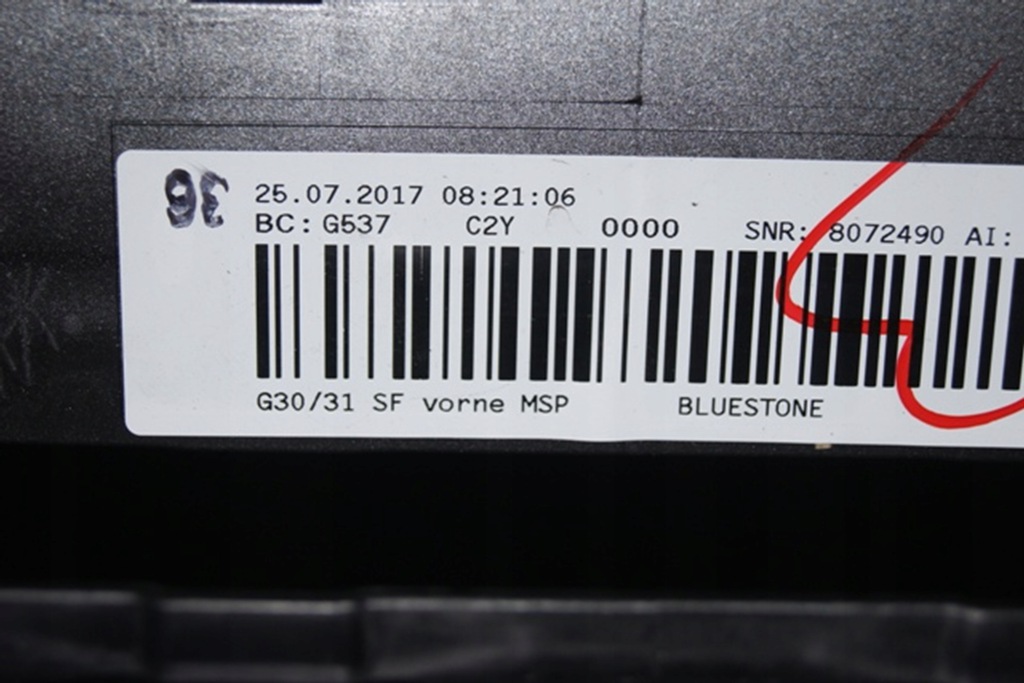 36
25.07.2017 08:21:06
BC: G537 C2Y 0000 SNR: 8072490 AI:
G30/31 SF vorne MSP BLUESTONE